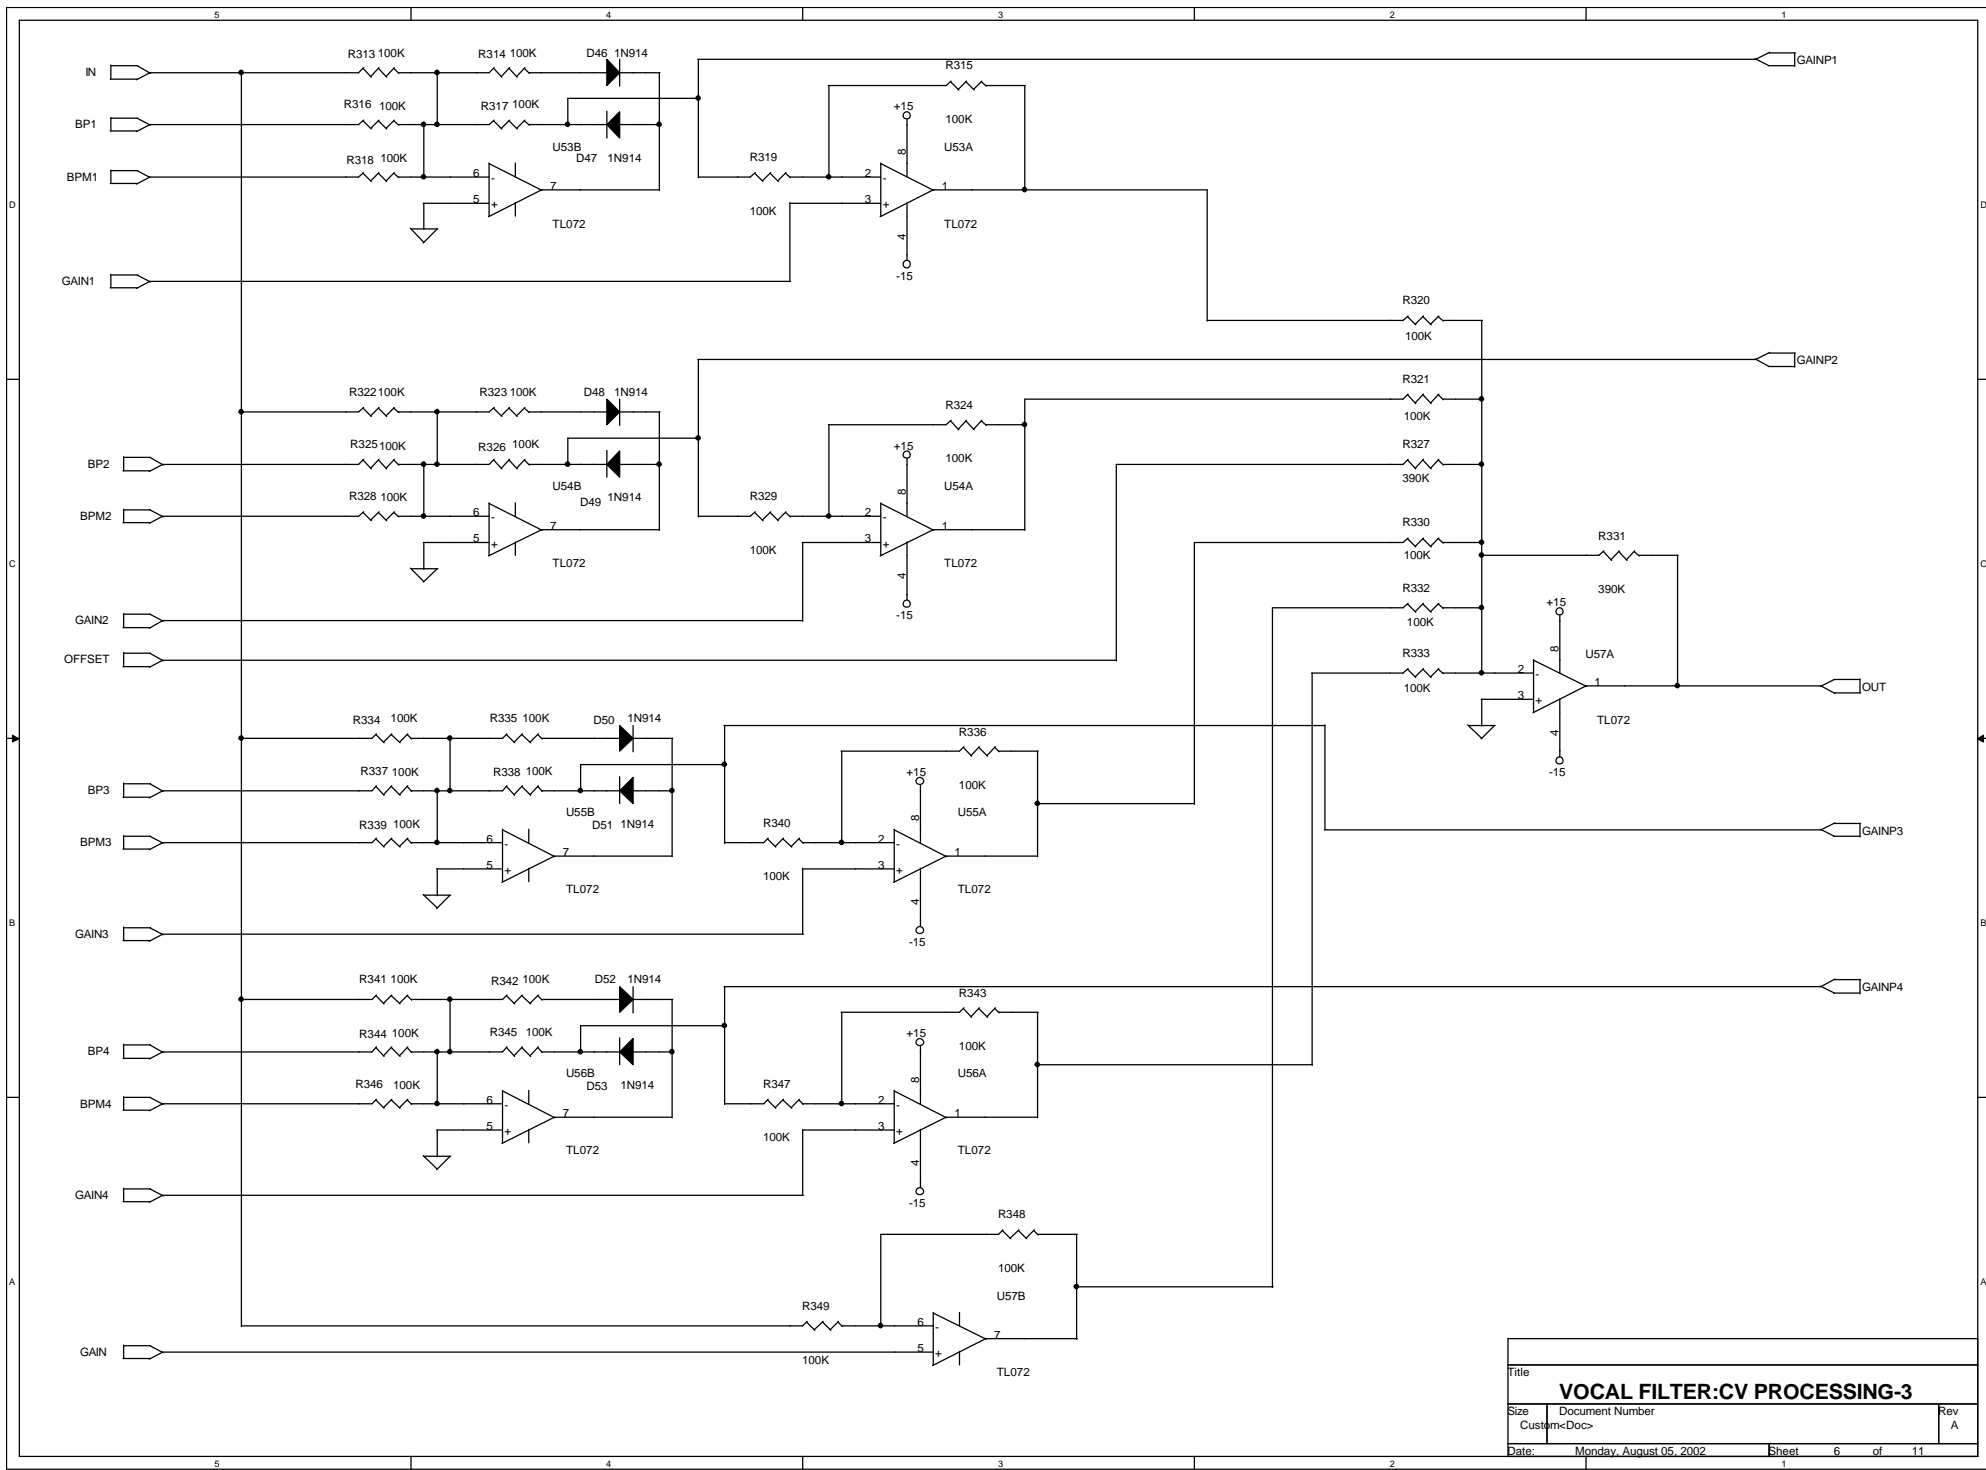 5 4 3 2 1
R313 100K R314 100K D46 1N914 R315 GAINP1
IN
+15
R316 100K R317 100K 100K
BP1
U53B D47 1N914 8 U53A
R318 100K R319
BPM1 6 - 7 2 - 1
5 + 3 +
D D
TL072 100K TL072
4
-15
GAIN1
R320
100K
GAINP2
R322 100K R323 100K D48 1N914 R324 R321
100K
R325 100K R326 100K +15 R327
BP2 100K
390K
U54B D49 1N914 8 U54A
R328 100K R329
BPM2 6 - 7 2 - 1 R330
5 + 3 + R331
C 100K TL072 100K TL072 100K C
4 R332 390K
-15 +15
GAIN2 100K
OFFSET R333 8 U57A
100K 2 - 1 OUT
3 +
TL072
R334 100K R335 100K D50 1N914 R336
4
-15
R337 100K R338 100K +15 100K
BP3
U55B D51 1N914 8 U55A
R339 100K R340 GAINP3
BPM3 6 - 7 2 - 1
5 + 3 +
100K TL072 TL072
4
B B
GAIN3 -15
R341 100K R342 100K D52 1N914 R343 GAINP4
R344 100K R345 100K +15 100K
BP4
U56B D53 1N914 8 U56A
R346 100K R347
BPM4 6 - 7 2 - 1
5 + 3 +
100K TL072 TL072
4
GAIN4 -15
R348
100K
A A
U57B
R349
6 - 7
GAIN 5 +
100K TL072
Title
VOCAL FILTER:CV PROCESSING-3
Size Document Number Rev
Custom<Doc> A
Date: Monday, August 05, 2002 Sheet 6 of 11
5 4 3 2 1